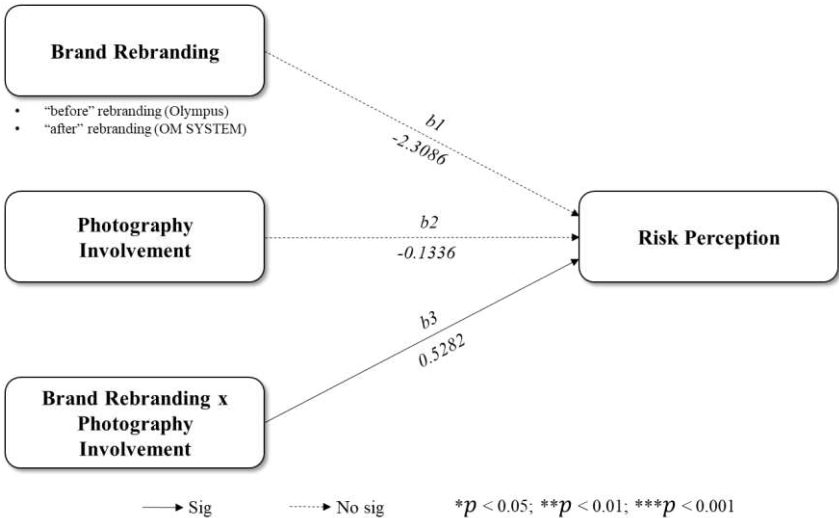 Brand Rebranding
• “before” rebranding (Olympus)
• “after” rebranding (OM SYSTEM)
b1
-2.3086
Photography
Involvement
b2
-0.1336
Risk Perception
b3
0.5282
Brand Rebranding x
Photography
Involvement
Sig
No sig
*p < 0.05; **p < 0.01; ***p < 0.001